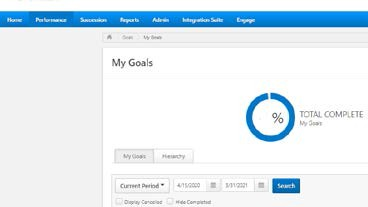 Home Performance Succession Reports Admin Integration Suite Engage
Goals My Goals
My Goals
%
TOTAL COMPLETE
My Goals
My Goals Hierarchy
Current Period 4/15/2020 3/31/2021 Search
Display Cancelled Hide Completed